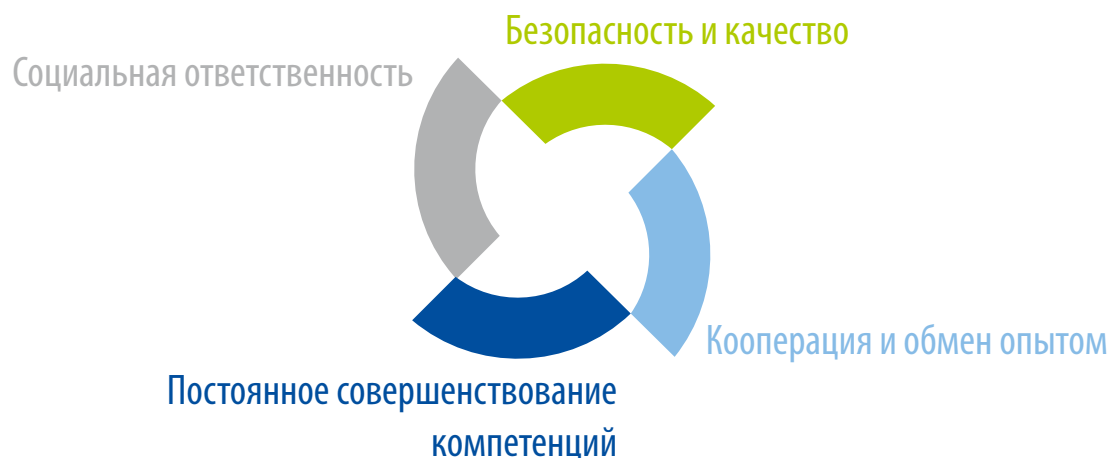 Безопасность и качество
Социальная ответственность
Кооперация и обмен опытом
Постоянное совершенствование
компетенций